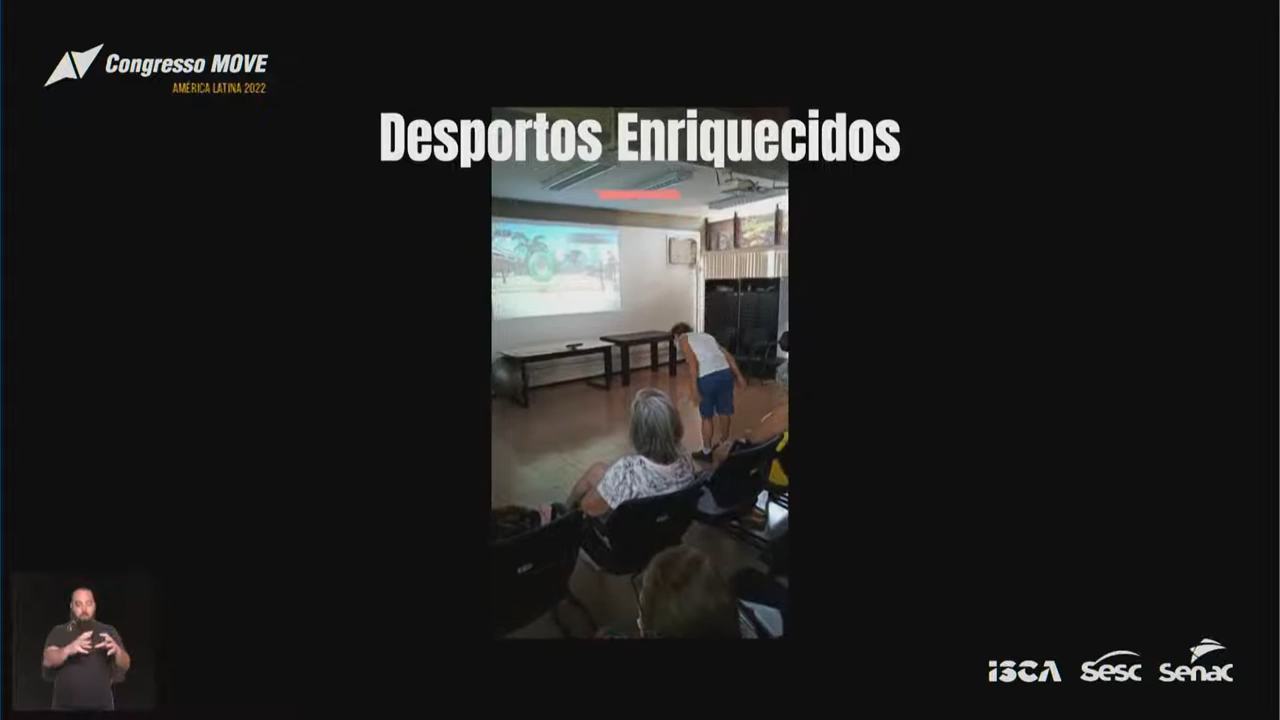 Congresso MOVE
AMÉRICA LATINA 2022
Desportos Enriquecidos
ISCA Sesc Senac